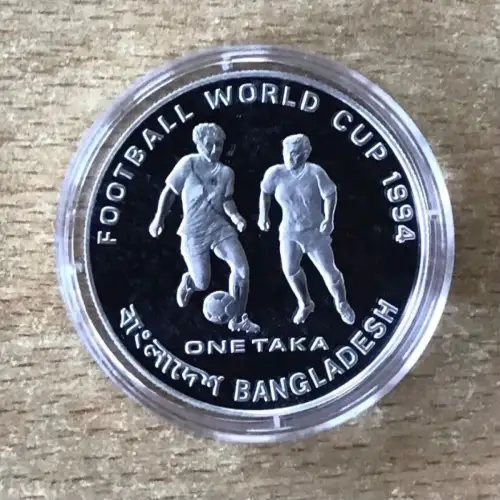 FOOTBALL WORLD CUP 1994
ONE TAKA
বাংলাদেশ BANGLADESH